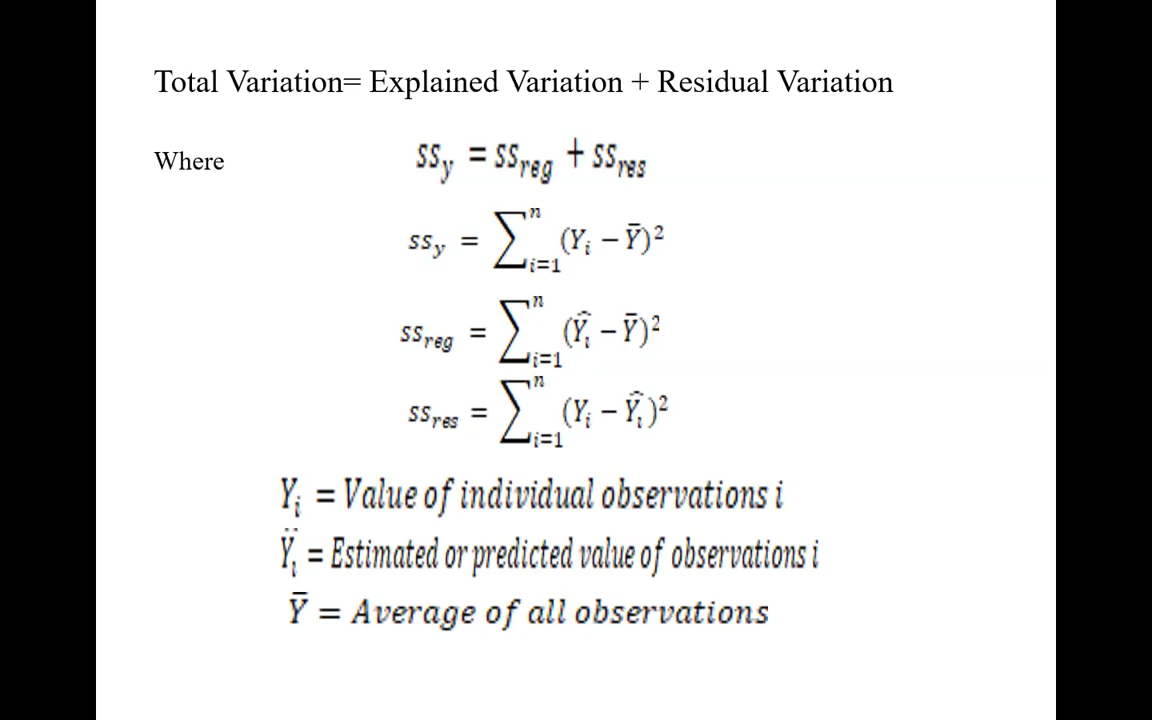 Total Variation= Explained Variation + Residual Variation
Where
ss_y = ss_reg + ss_res
ss_y = ∑_{i=1}^{n} (Y_i − Ȳ)²
ss_reg = ∑_{i=1}^{n} (Ŷ_i − Ȳ)²
ss_res = ∑_{i=1}^{n} (Y_i − Ŷ_i )²
Y_i = Value of individual observations i
Ÿ_i = Estimated or predicted value of observations i
Ȳ = Average of all observations